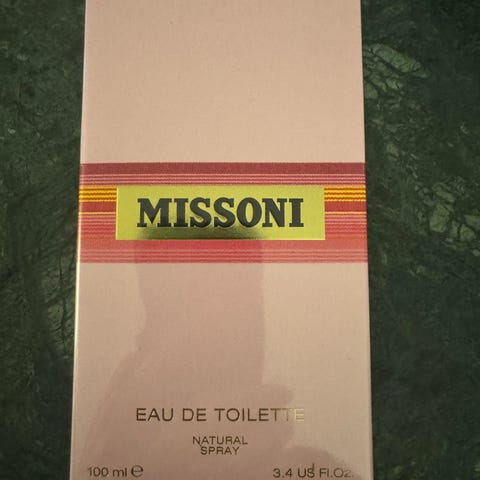 MISSONI
EAU DE TOILETTE
NATURAL
SPRAY
100 ml ℮ 3.4 US Fl.Oz.